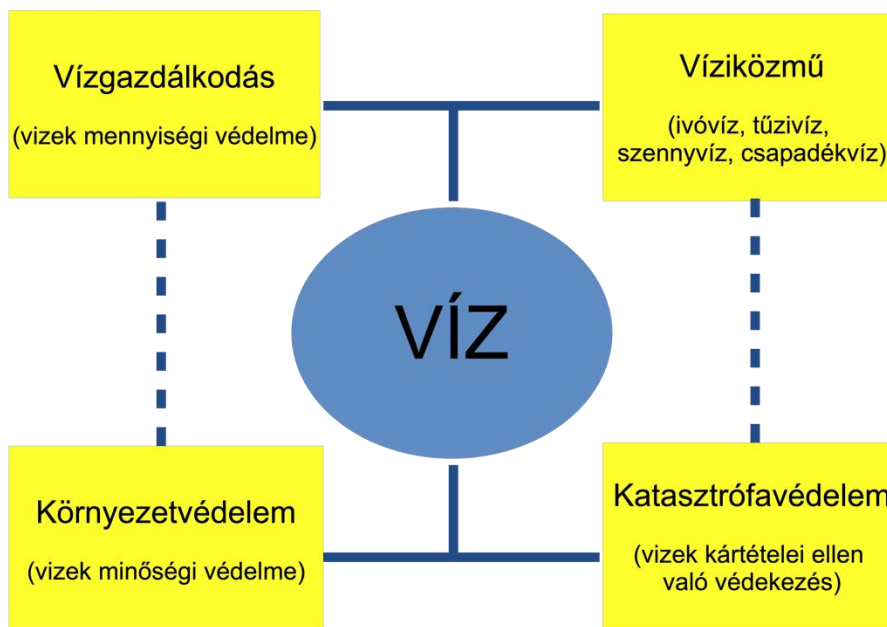 Vízgazdálkodás
(vizek mennyiségi védelme)
Víziközmű
(ivóvíz, tűzivíz,
szennyvíz, csapadékvíz)
VÍZ
Környezetvédelem
(vizek minőségi védelme)
Katasztrófavédelem
(vizek kártételei ellen
való védekezés)